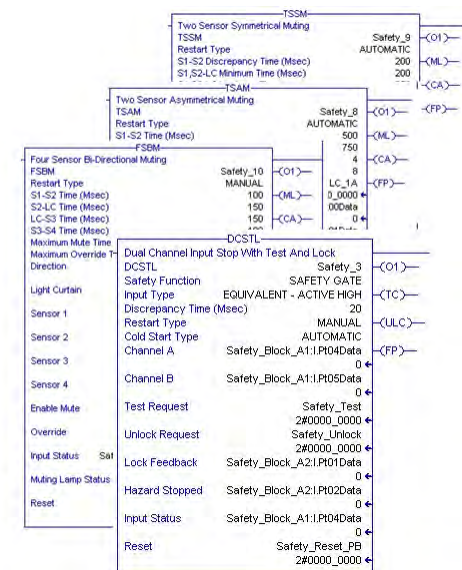 TSSM
Two Sensor Symmetrical Muting
TSSM Safety_9 (O1)
Restart Type AUTOMATIC
S1-S2 Discrepancy Time (Msec) 200 (ML)
S1,S2-LC Minimum Time (Msec) 200
(CA)
(FP)
TSAM
Two Sensor Asymmetrical Muting
TSAM Safety_8 (O1)
Restart Type AUTOMATIC
S1-S2 Time (Msec) 500 (ML)
750
4 (CA)
8
LC_1A (FP)
0_0000
00Data
0
FSBM
Four Sensor Bi-Directional Muting
FSBM Safety_10 (O1)
Restart Type MANUAL
S1-S2 Time (Msec) 100 (ML)
S2-LC Time (Msec) 150
LC-S3 Time (Msec) 150 (CA)
S3-S4 Time (Msec) 100
Maximum Mute Time
Maximum Override T
Direction
Light Curtain
Sensor 1
Sensor 2
Sensor 3
Sensor 4
Enable Mute
Override
Input Status Saf
Muting Lamp Status
Reset
DCSTL
Dual Channel Input Stop With Test And Lock
DCSTL Safety_3 (O1)
Safety Function SAFETY GATE
Input Type EQUIVALENT - ACTIVE HIGH (TC)
Discrepancy Time (Msec) 20
Restart Type MANUAL (ULC)
Cold Start Type AUTOMATIC
Channel A Safety_Block_A1:I.Pt04Data (FP)
0
Channel B Safety_Block_A1:I.Pt05Data
0
Test Request Safety_Test
2#0000_0000
Unlock Request Safety_Unlock
2#0000_0000
Lock Feedback Safety_Block_A2:I.Pt01Data
0
Hazard Stopped Safety_Block_A2:I.Pt02Data
0
Input Status Safety_Block_A1:I.Pt04Data
0
Reset Safety_Reset_PB
2#0000_0000